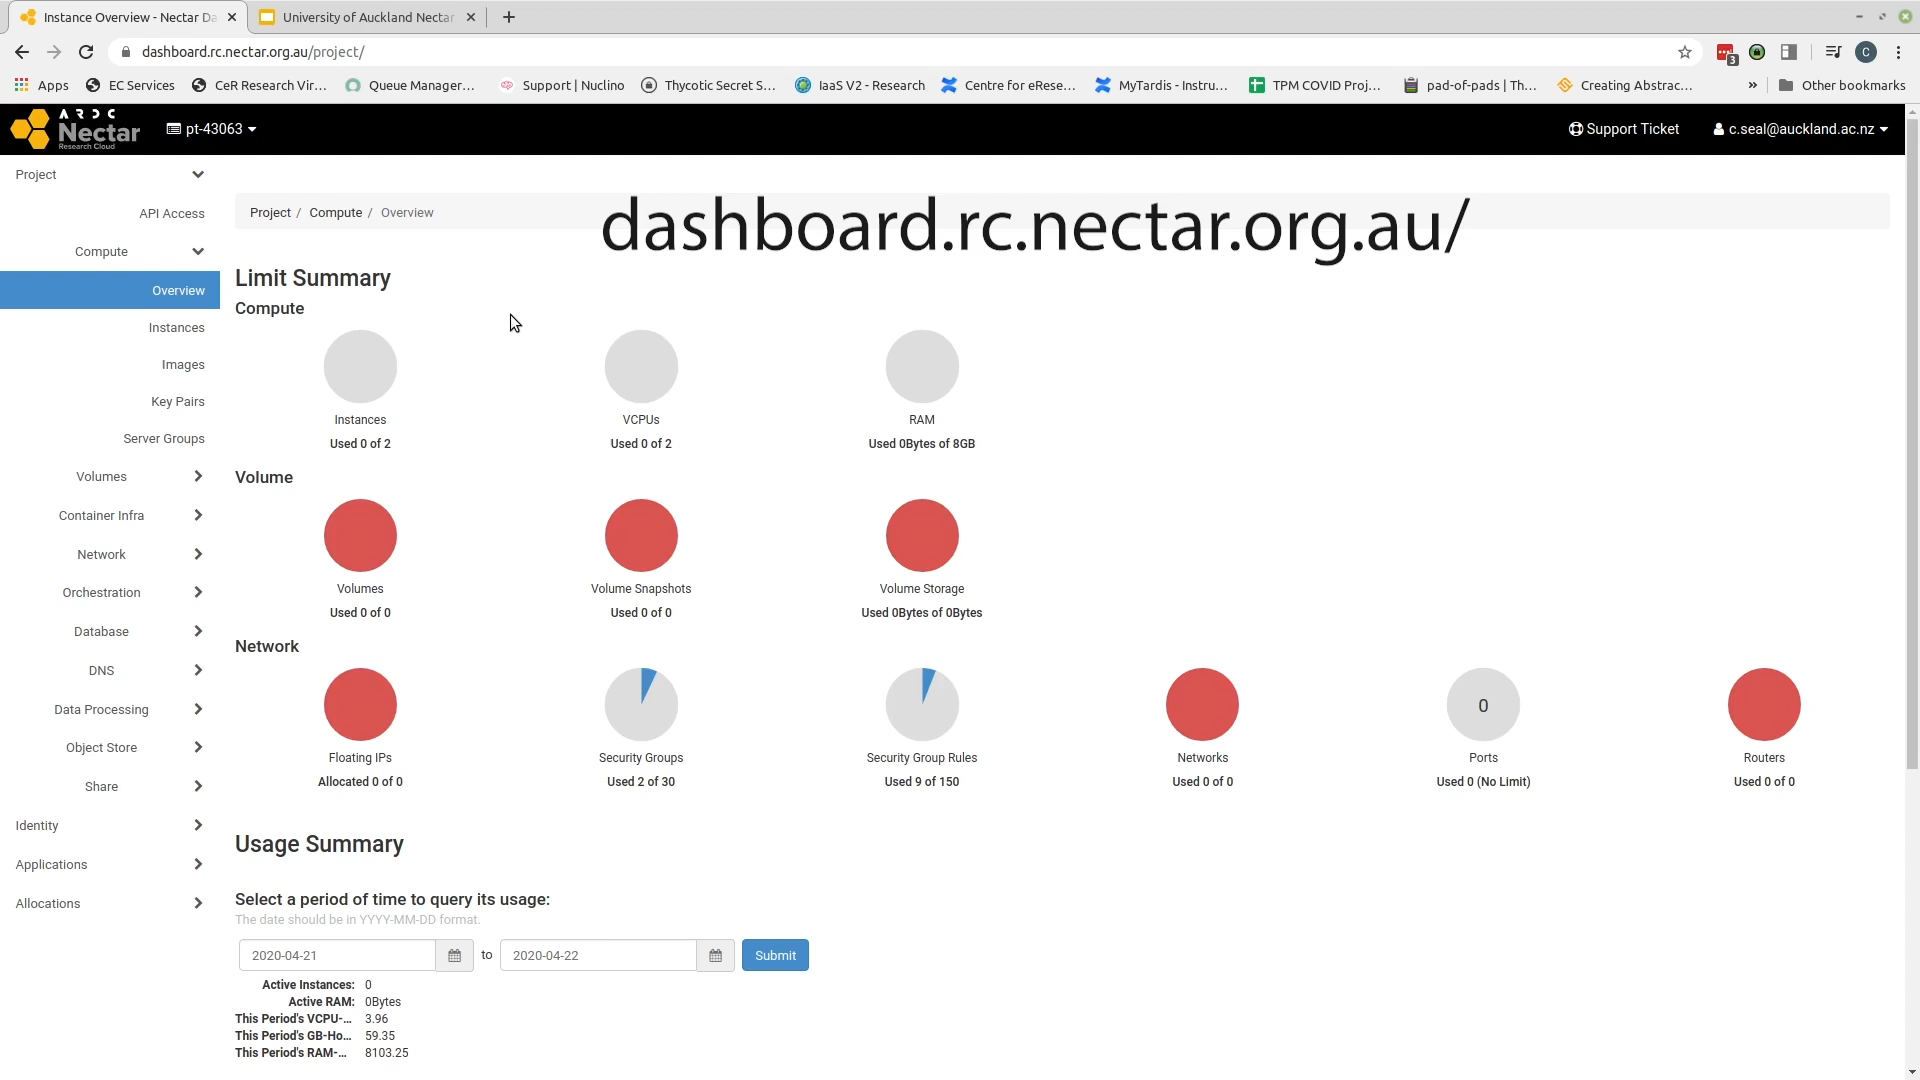 Instance Overview - Nectar Da
University of Auckland Nectar
dashboard.rc.nectar.org.au/project/
3
C
Apps
EC Services
CeR Research Vir...
Queue Manager...
Support | Nuclino
Thycotic Secret S...
IaaS V2 - Research
Centre for eRese...
MyTardis - Instru...
TPM COVID Proj...
pad-of-pads | Th...
Creating Abstrac...
»
Other bookmarks
Nectar
Research Cloud
pt-43063
Support Ticket
c.seal@auckland.ac.nz
Project
API Access
Compute
Overview
Instances
Images
Key Pairs
Server Groups
Volumes
Container Infra
Network
Orchestration
Database
DNS
Data Processing
Object Store
Share
Identity
Applications
Allocations
Project / Compute / Overview
dashboard.rc.nectar.org.au/
Limit Summary
Compute
Instances
Used 0 of 2
VCPUs
Used 0 of 2
RAM
Used 0Bytes of 8GB
Volume
Volumes
Used 0 of 0
Volume Snapshots
Used 0 of 0
Volume Storage
Used 0Bytes of 0Bytes
Network
Floating IPs
Allocated 0 of 0
Security Groups
Used 2 of 30
Security Group Rules
Used 9 of 150
Networks
Used 0 of 0
0
Ports
Used 0 (No Limit)
Routers
Used 0 of 0
Usage Summary
Select a period of time to query its usage:
The date should be in YYYY-MM-DD format.
2020-04-21 to 2020-04-22 Submit
Active Instances: 0
Active RAM: 0Bytes
This Period's VCPU-... 3.96
This Period's GB-Ho... 59.35
This Period's RAM-... 8103.25